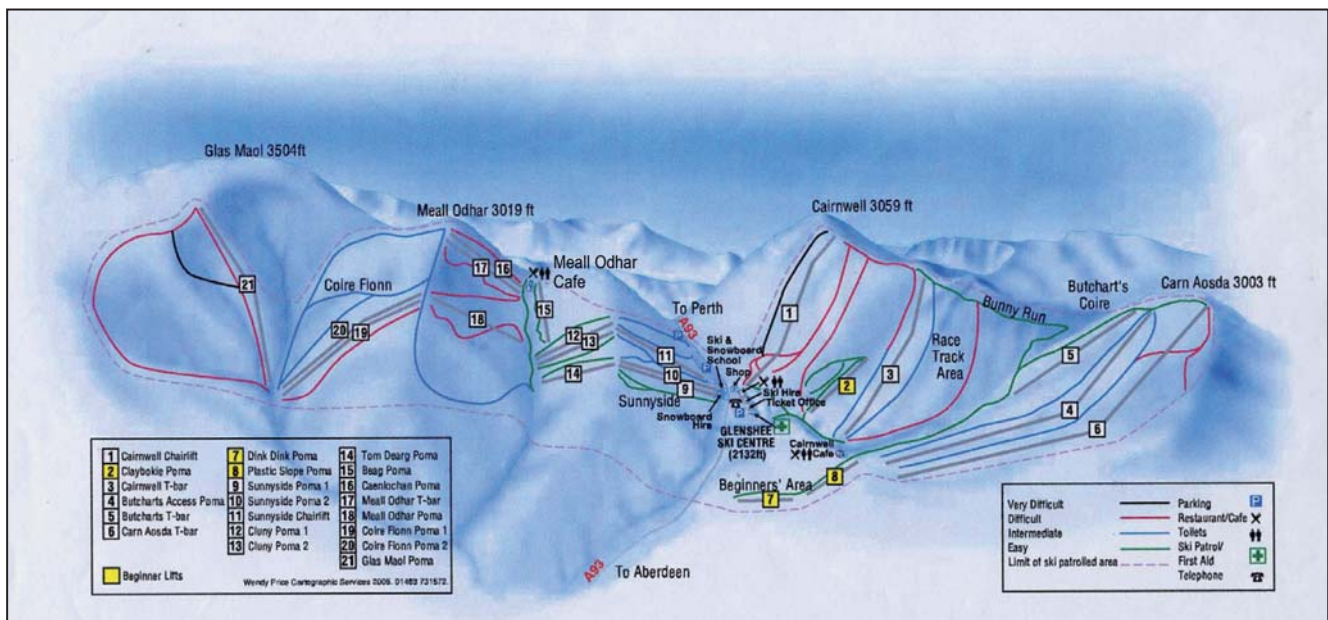 Glas Maol 3504ft
Meall Odhar 3019 ft
Cairnwell 3059 ft
Meall Odhar
Cafe
Coire Fionn
Butchart's
Coire
Carn Aosda 3003 ft
Bunny Run
Race
Track
Area
To Perth
A93
Ski &
Snowboard
School
Shop
Ski Hire
Ticket Office
Snowboard
Hire
Sunnyside
GLENSHEE
SKI CENTRE
(2132ft)
Cairnwell
Cafe
Beginners' Area
A93
To Aberdeen
21
20
19
17
16
18
15
12
13
14
11
10
9
1
2
3
5
4
6
7
8
P
P
P
1 Cairnwell Chairlift
2 Claybokie Poma
3 Cairnwell T-bar
4 Butcharts Access Poma
5 Butcharts T-bar
6 Carn Aosda T-bar
Beginner Lifts
7 Dink Dink Poma
8 Plastic Slope Poma
9 Sunnyside Poma 1
10 Sunnyside Poma 2
11 Sunnyside Chairlift
12 Cluny Poma 1
13 Cluny Poma 2
14 Tom Dearg Poma
15 Beag Poma
16 Caenlochan Poma
17 Meall Odhar T-bar
18 Meall Odhar Poma
19 Coire Fionn Poma 1
20 Coire Fionn Poma 2
21 Glas Maol Poma
Wendy Price Cartographic Services 2005. 01463 731572.
Very Difficult
Difficult
Intermediate
Easy
Limit of ski patrolled area
Parking P
Restaurant/Cafe
Toilets
Ski Patrol/
First Aid
Telephone